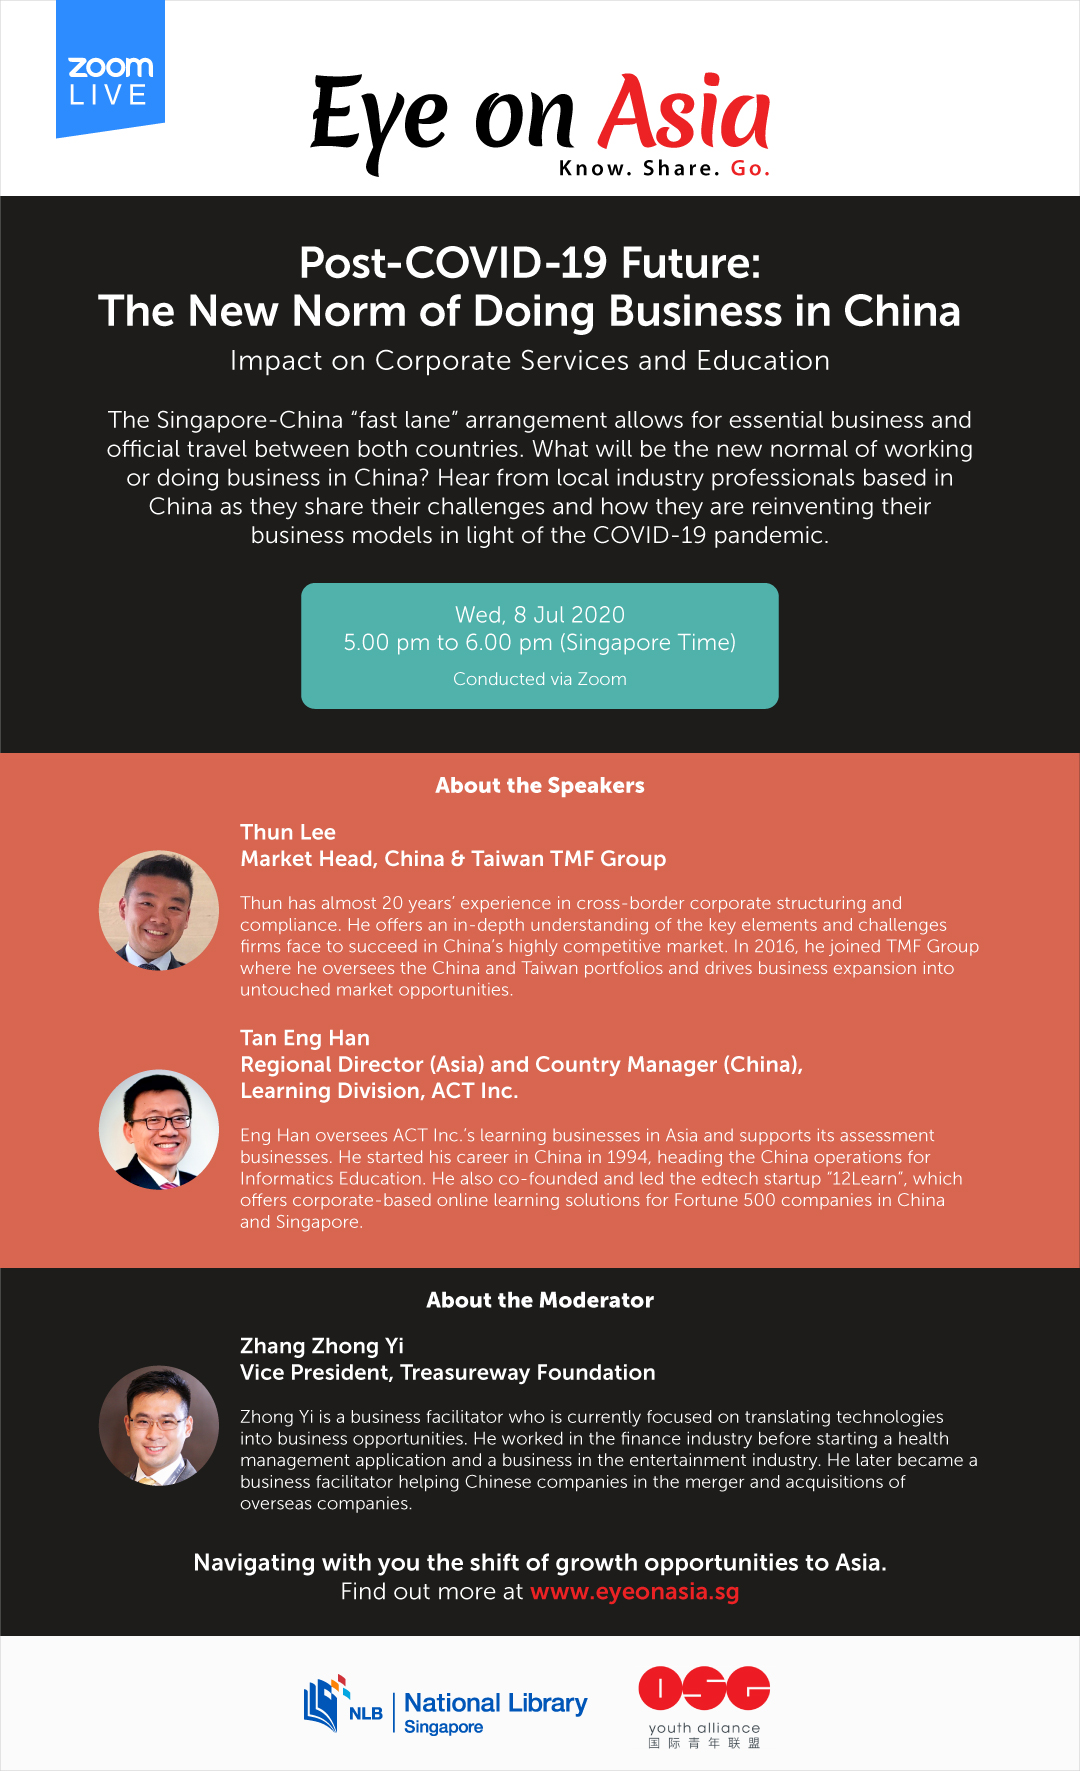 zoom
LIVE
Eye on Asia
Know. Share. Go.
Post-COVID-19 Future:
The New Norm of Doing Business in China
Impact on Corporate Services and Education
The Singapore-China “fast lane“ arrangement allows for essential business and
official travel between both countries. What will be the new normal of working
or doing business in China? Hear from local industry professionals based in
China as they share their challenges and how they are reinventing their
business models in light of the COVID-19 pandemic.
Wed, 8 Jul 2020
5.00 pm to 6.00 pm (Singapore Time)
Conducted via Zoom
About the Speakers
Thun Lee
Market Head, China & Taiwan TMF Group
Thun has almost 20 years’ experience in cross-border corporate structuring and
compliance. He offers an in-depth understanding of the key elements and challenges
firms face to succeed in China’s highly competitive market. In 2016, he joined TMF Group
where he oversees the China and Taiwan portfolios and drives business expansion into
untouched market opportunities.
Tan Eng Han
Regional Director (Asia) and Country Manager (China),
Learning Division, ACT Inc.
Eng Han oversees ACT Inc.’s learning businesses in Asia and supports its assessment
businesses. He started his career in China in 1994, heading the China operations for
Informatics Education. He also co-founded and led the edtech startup “12Learn”, which
offers corporate-based online learning solutions for Fortune 500 companies in China
and Singapore.
About the Moderator
Zhang Zhong Yi
Vice President, Treasureway Foundation
Zhong Yi is a business facilitator who is currently focused on translating technologies
into business opportunities. He worked in the finance industry before starting a health
management application and a business in the entertainment industry. He later became a
business facilitator helping Chinese companies in the merger and acquisitions of
overseas companies.
Navigating with you the shift of growth opportunities to Asia.
Find out more at www.eyeonasia.sg
NLB National Library
Singapore
OSG
youth alliance
国际青年联盟